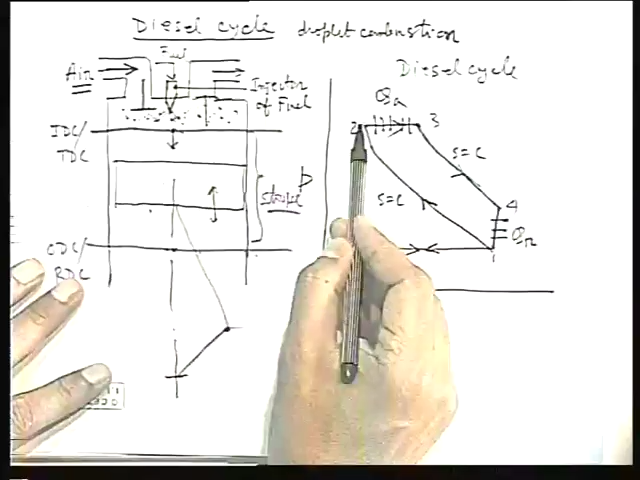 Diesel cycle droplet combustion
Fuel
Air
Injector
of Fuel
IDC/
TDC
stroke
ODC/
BDC
Diesel cycle
Qa
2
3
p
s=c
s=c
4
QR
1